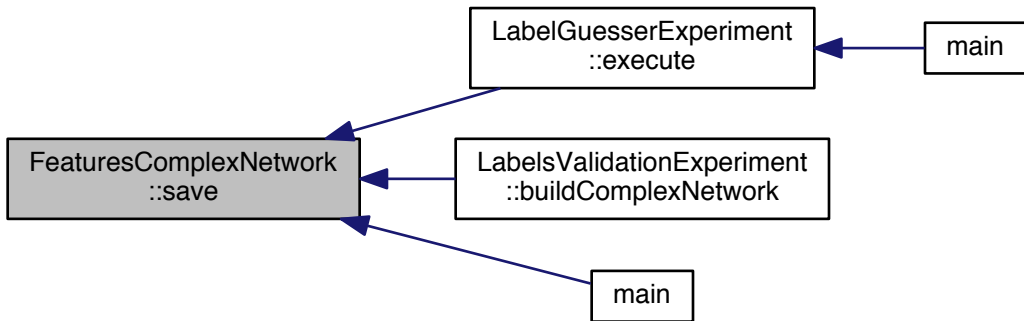 LabelGuesserExperiment
::execute
main
FeaturesComplexNetwork
::save
LabelsValidationExperiment
::buildComplexNetwork
main